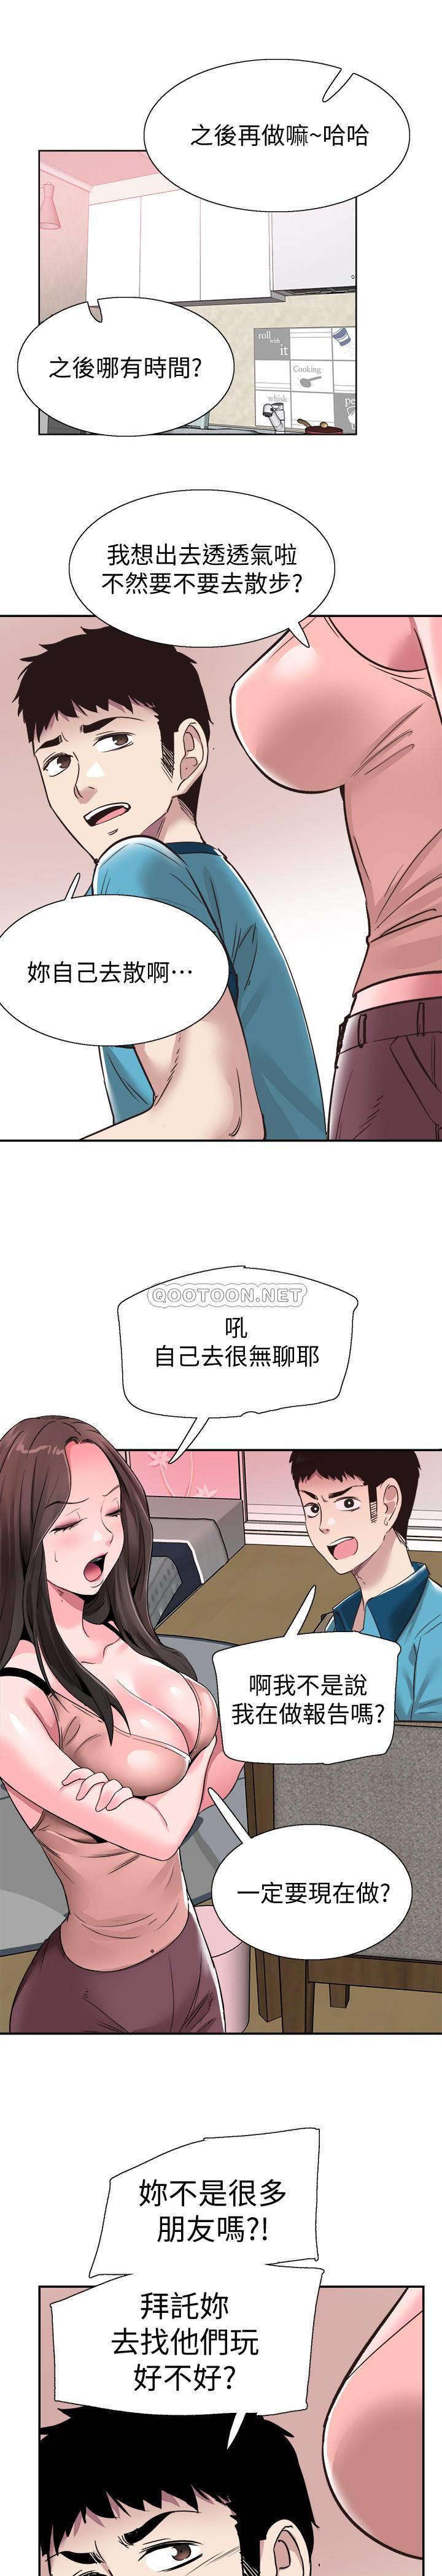 之後再做嘛~哈哈
之後哪有時間?
roll
with
it
Cooking
whisk
pe
我想出去透透氣啦
不然要不要去散步?
妳自己去散啊⋯
QOOTOON.NET
吼
自己去很無聊耶
啊我不是說
我在做報告嗎?
一定要現在做?
妳不是很多
朋友嗎?!
拜託妳
去找他們玩
好不好?